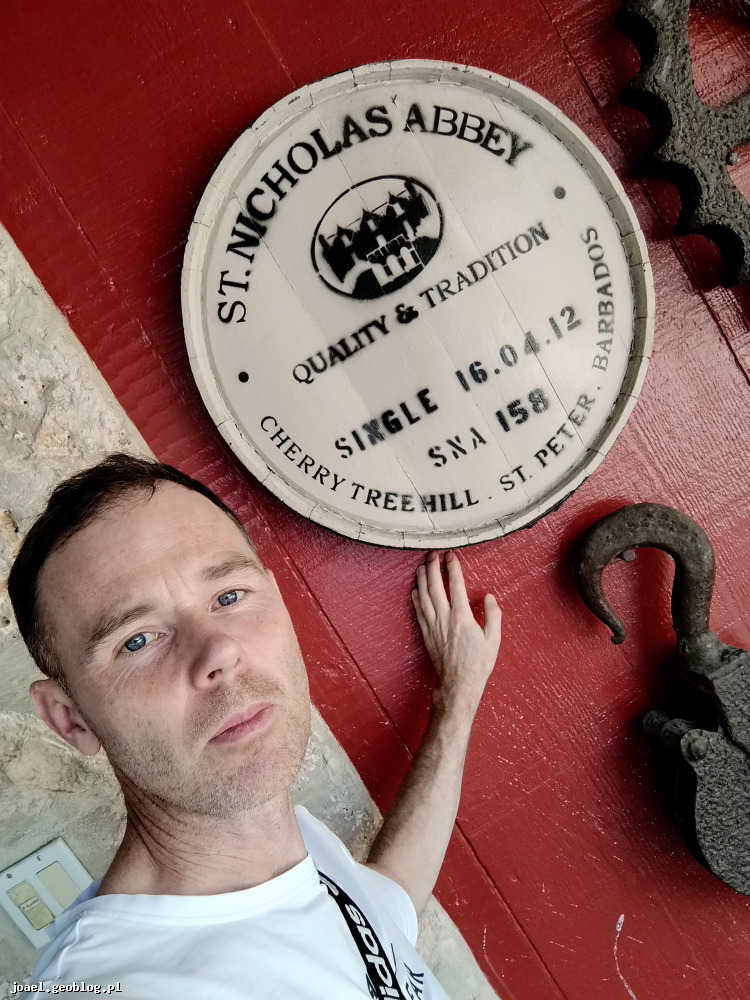 ST. NICHOLAS ABBEY
QUALITY & TRADITION
SINGLE 16.04.12
SNA 158
CHERRY TREE HILL . ST. PETER . BARBADOS
joael.geoblog.pl